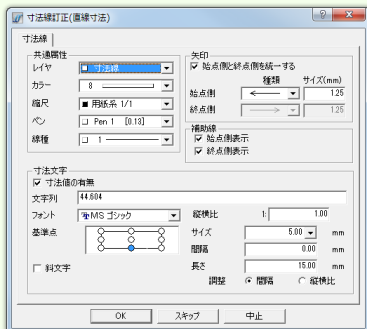 寸法線訂正(直線寸法)
寸法線
共通属性
レイヤ 寸法線
カラー 8
縮尺 ■ 用紙系 1/1
ペン Pen 1 [0.13]
線種 1
矢印
始点側と終点側を統一する
種類 サイズ(mm)
始点側 1.25
終点側 1.25
補助線
始点側表示
終点側表示
寸法文字
寸法値の有無
文字列 44.604
フォント MS ゴシック
縦横比 1: 1.00
基準点
サイズ 5.00 mm
間隔 0.00 mm
斜文字
長さ 15.00 mm
調整 間隔 縦横比
OK スキップ 中止